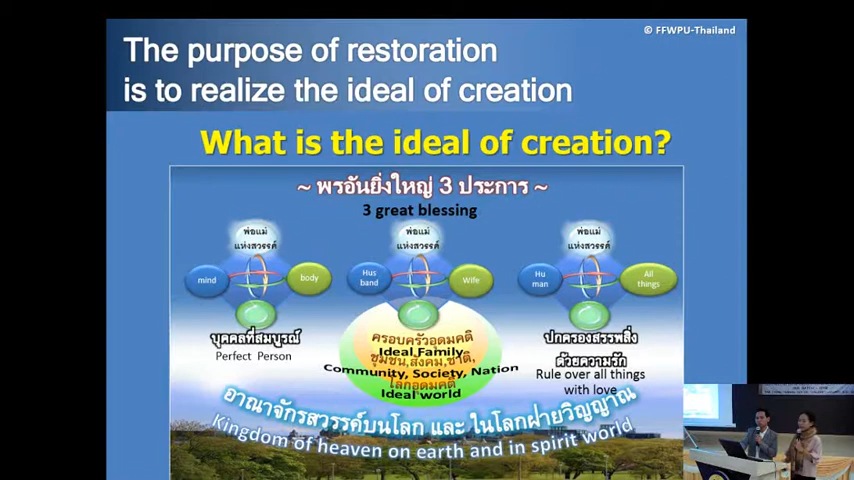 © FFWPU-Thailand
The purpose of restoration
is to realize the ideal of creation
What is the ideal of creation?
~ พรอันยิ่งใหญ่ 3 ประการ ~
3 great blessing
พ่อแม่
แห่งสวรรค์
mind
body
บุคคลที่สมบูรณ์
Perfect Person
พ่อแม่
แห่งสวรรค์
Hus
band
Wife
ครอบครัวอุดมคติ
Ideal Family
ชุมชน,สังคม,ชาติ,
Community, Society, Nation
โลกอุดมคติ
Ideal world
พ่อแม่
แห่งสวรรค์
Hu
man
All
things
ปกครองสรรพสิ่ง
ด้วยความรัก
Rule over all things
with love
อาณาจักรสวรรค์บนโลก และ ในโลกฝ่ายวิญญาณ
Kingdom of heaven on earth and in spirit world